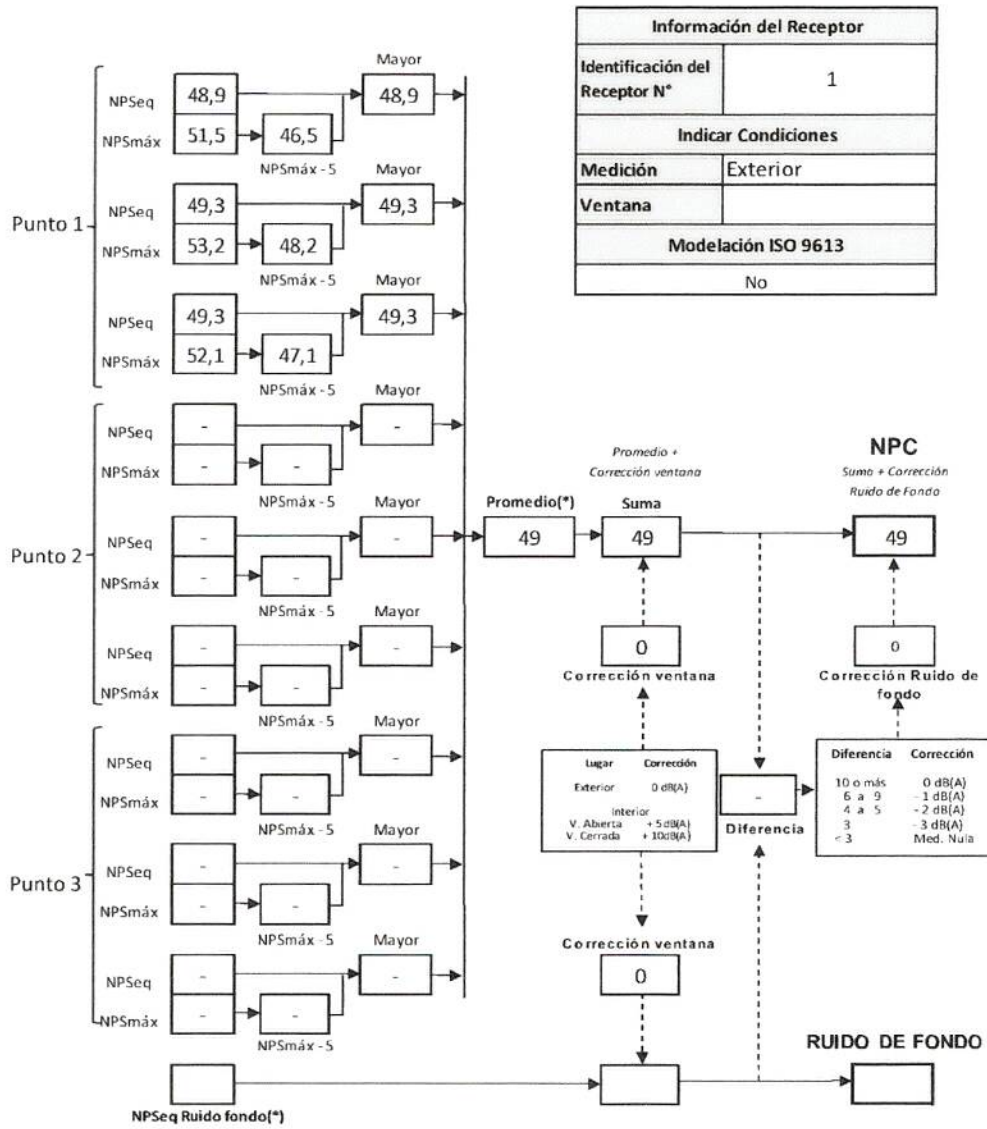 Información del Receptor
Identificación del Receptor N° 1
Indicar Condiciones
Medición Exterior
Ventana
Modelación ISO 9613
No
Punto 1
Mayor
NPSeq 48,9 48,9
NPSmáx 51,5 46,5
NPSmáx - 5 Mayor
NPSeq 49,3 49,3
NPSmáx 53,2 48,2
NPSmáx - 5 Mayor
NPSeq 49,3 49,3
NPSmáx 52,1 47,1
NPSmáx - 5 Mayor
Punto 2
NPSeq - -
NPSmáx - -
NPSmáx - 5 Mayor
NPSeq - -
NPSmáx - -
NPSmáx - 5 Mayor
NPSeq - -
NPSmáx - -
NPSmáx - 5 Mayor
Punto 3
NPSeq - -
NPSmáx - -
NPSmáx - 5 Mayor
NPSeq - -
NPSmáx - -
NPSmáx - 5 Mayor
NPSeq - -
NPSmáx - -
NPSmáx - 5
NPSeq Ruido fondo(*)
Promedio(*)
49
Promedio +
Corrección ventana
Suma
49
0
Corrección ventana
Lugar Corrección
Exterior 0 dB(A)
Interior
V. Abierta + 5 dB(A)
V. Cerrada + 10dB(A)
Corrección ventana
0
-
Diferencia
NPC
Suma + Corrección
Ruido de Fondo
49
0
Corrección Ruido de
fondo
Diferencia Corrección
10 o más 0 dB(A)
6 a 9 - 1 dB(A)
4 a 5 - 2 dB(A)
3 - 3 dB(A)
< 3 Med. Nula
RUIDO DE FONDO